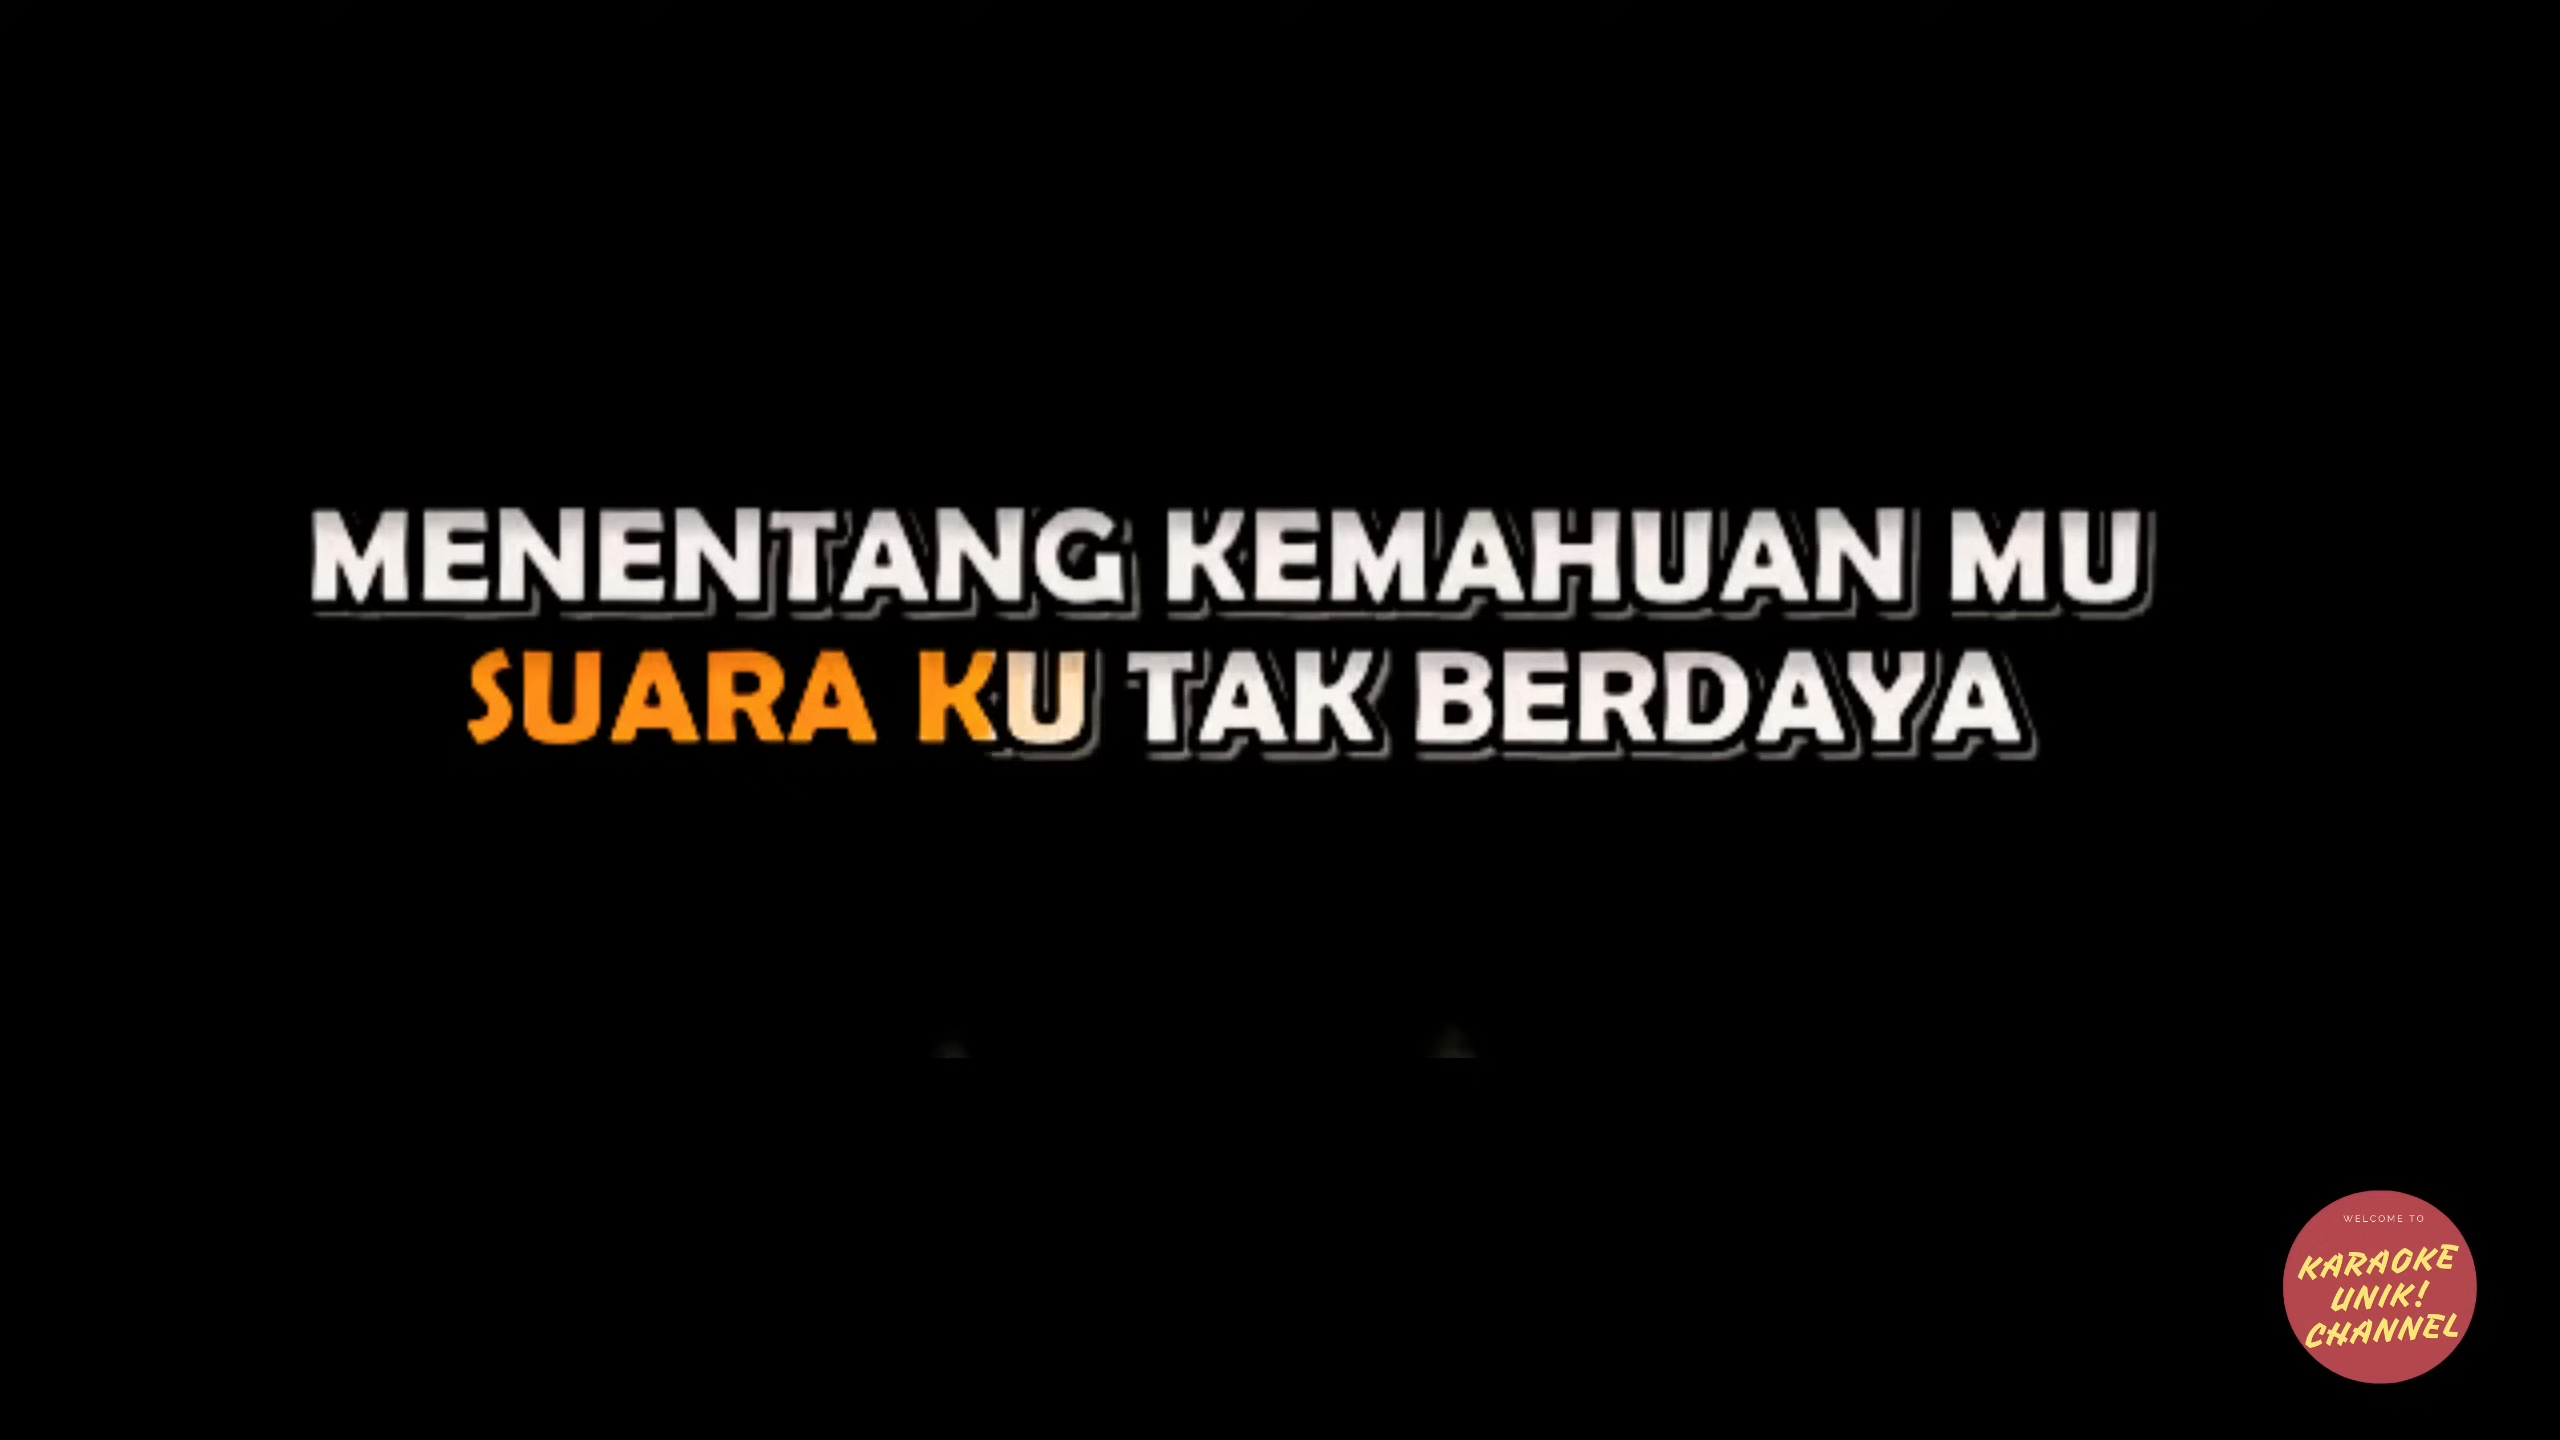 MENENTANG KEMAHUAN MU
SUARA KU TAK BERDAYA
WELCOME TO
KARAOKE
UNIK!
CHANNEL